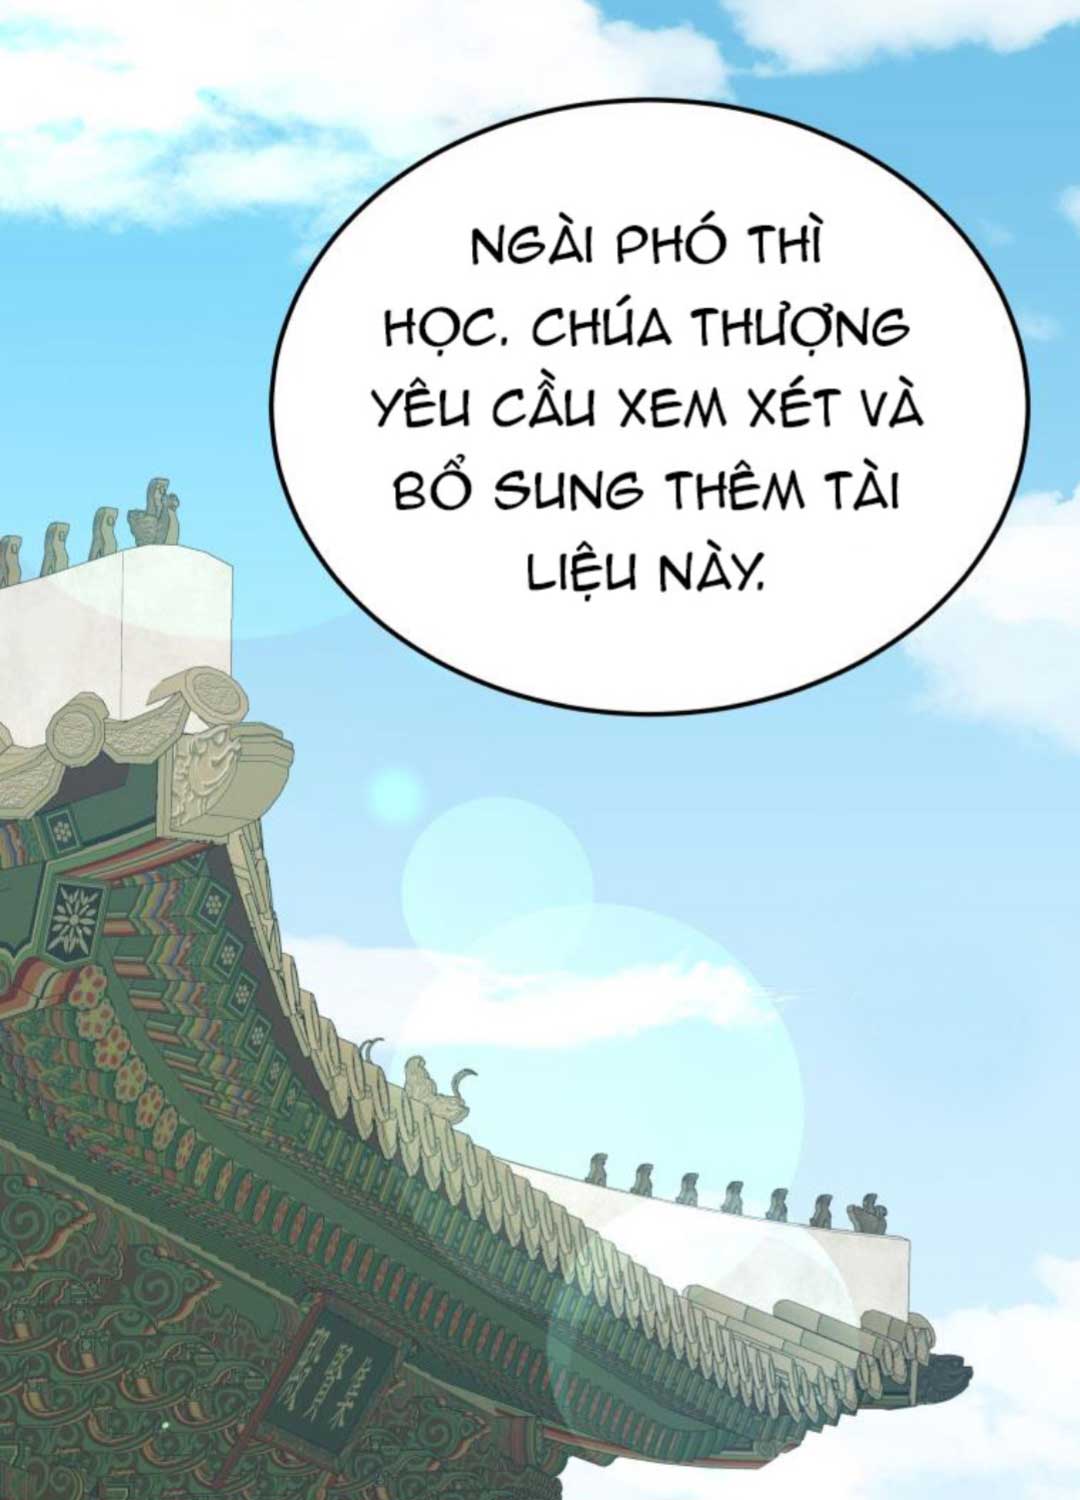 NGÀI PHÓ THÌ
HỌC. CHÚA THƯỢNG
YÊU CẦU XEM XÉT VÀ
BỔ SUNG THÊM TÀI
LIỆU NÀY.